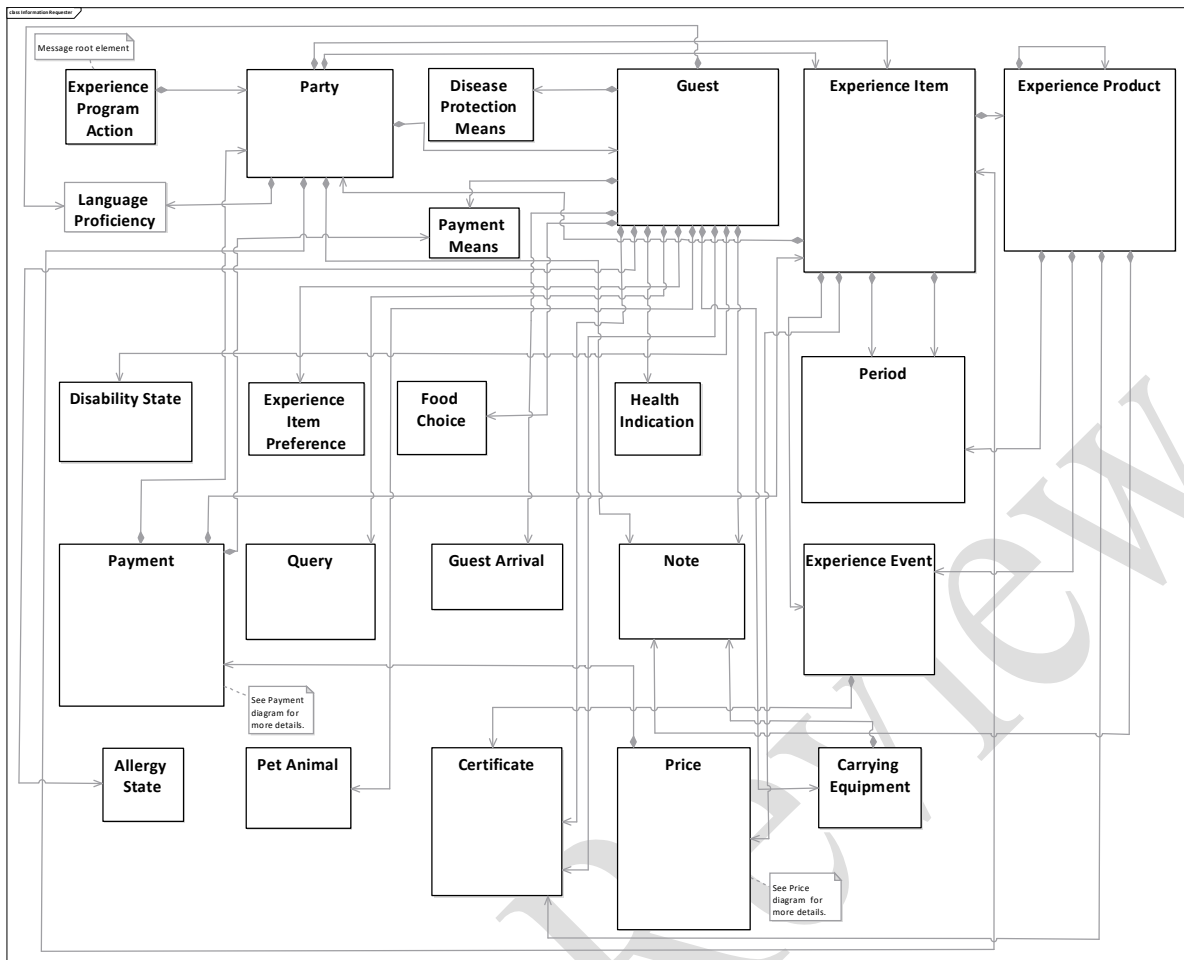 class InformationRequester
Message root element
Experience
Program
Action
Party
Disease
Protection
Means
Guest
Experience Item
Experience Product
Language
Proficiency
Payment
Means
Disability State
Experience
Item
Preference
Food
Choice
Health
Indication
Period
Payment
Query
Guest Arrival
Note
Experience Event
See Payment
diagram for
more details.
Allergy
State
Pet Animal
Certificate
Price
Carrying
Equipment
See Price
diagram for
more details.
Review